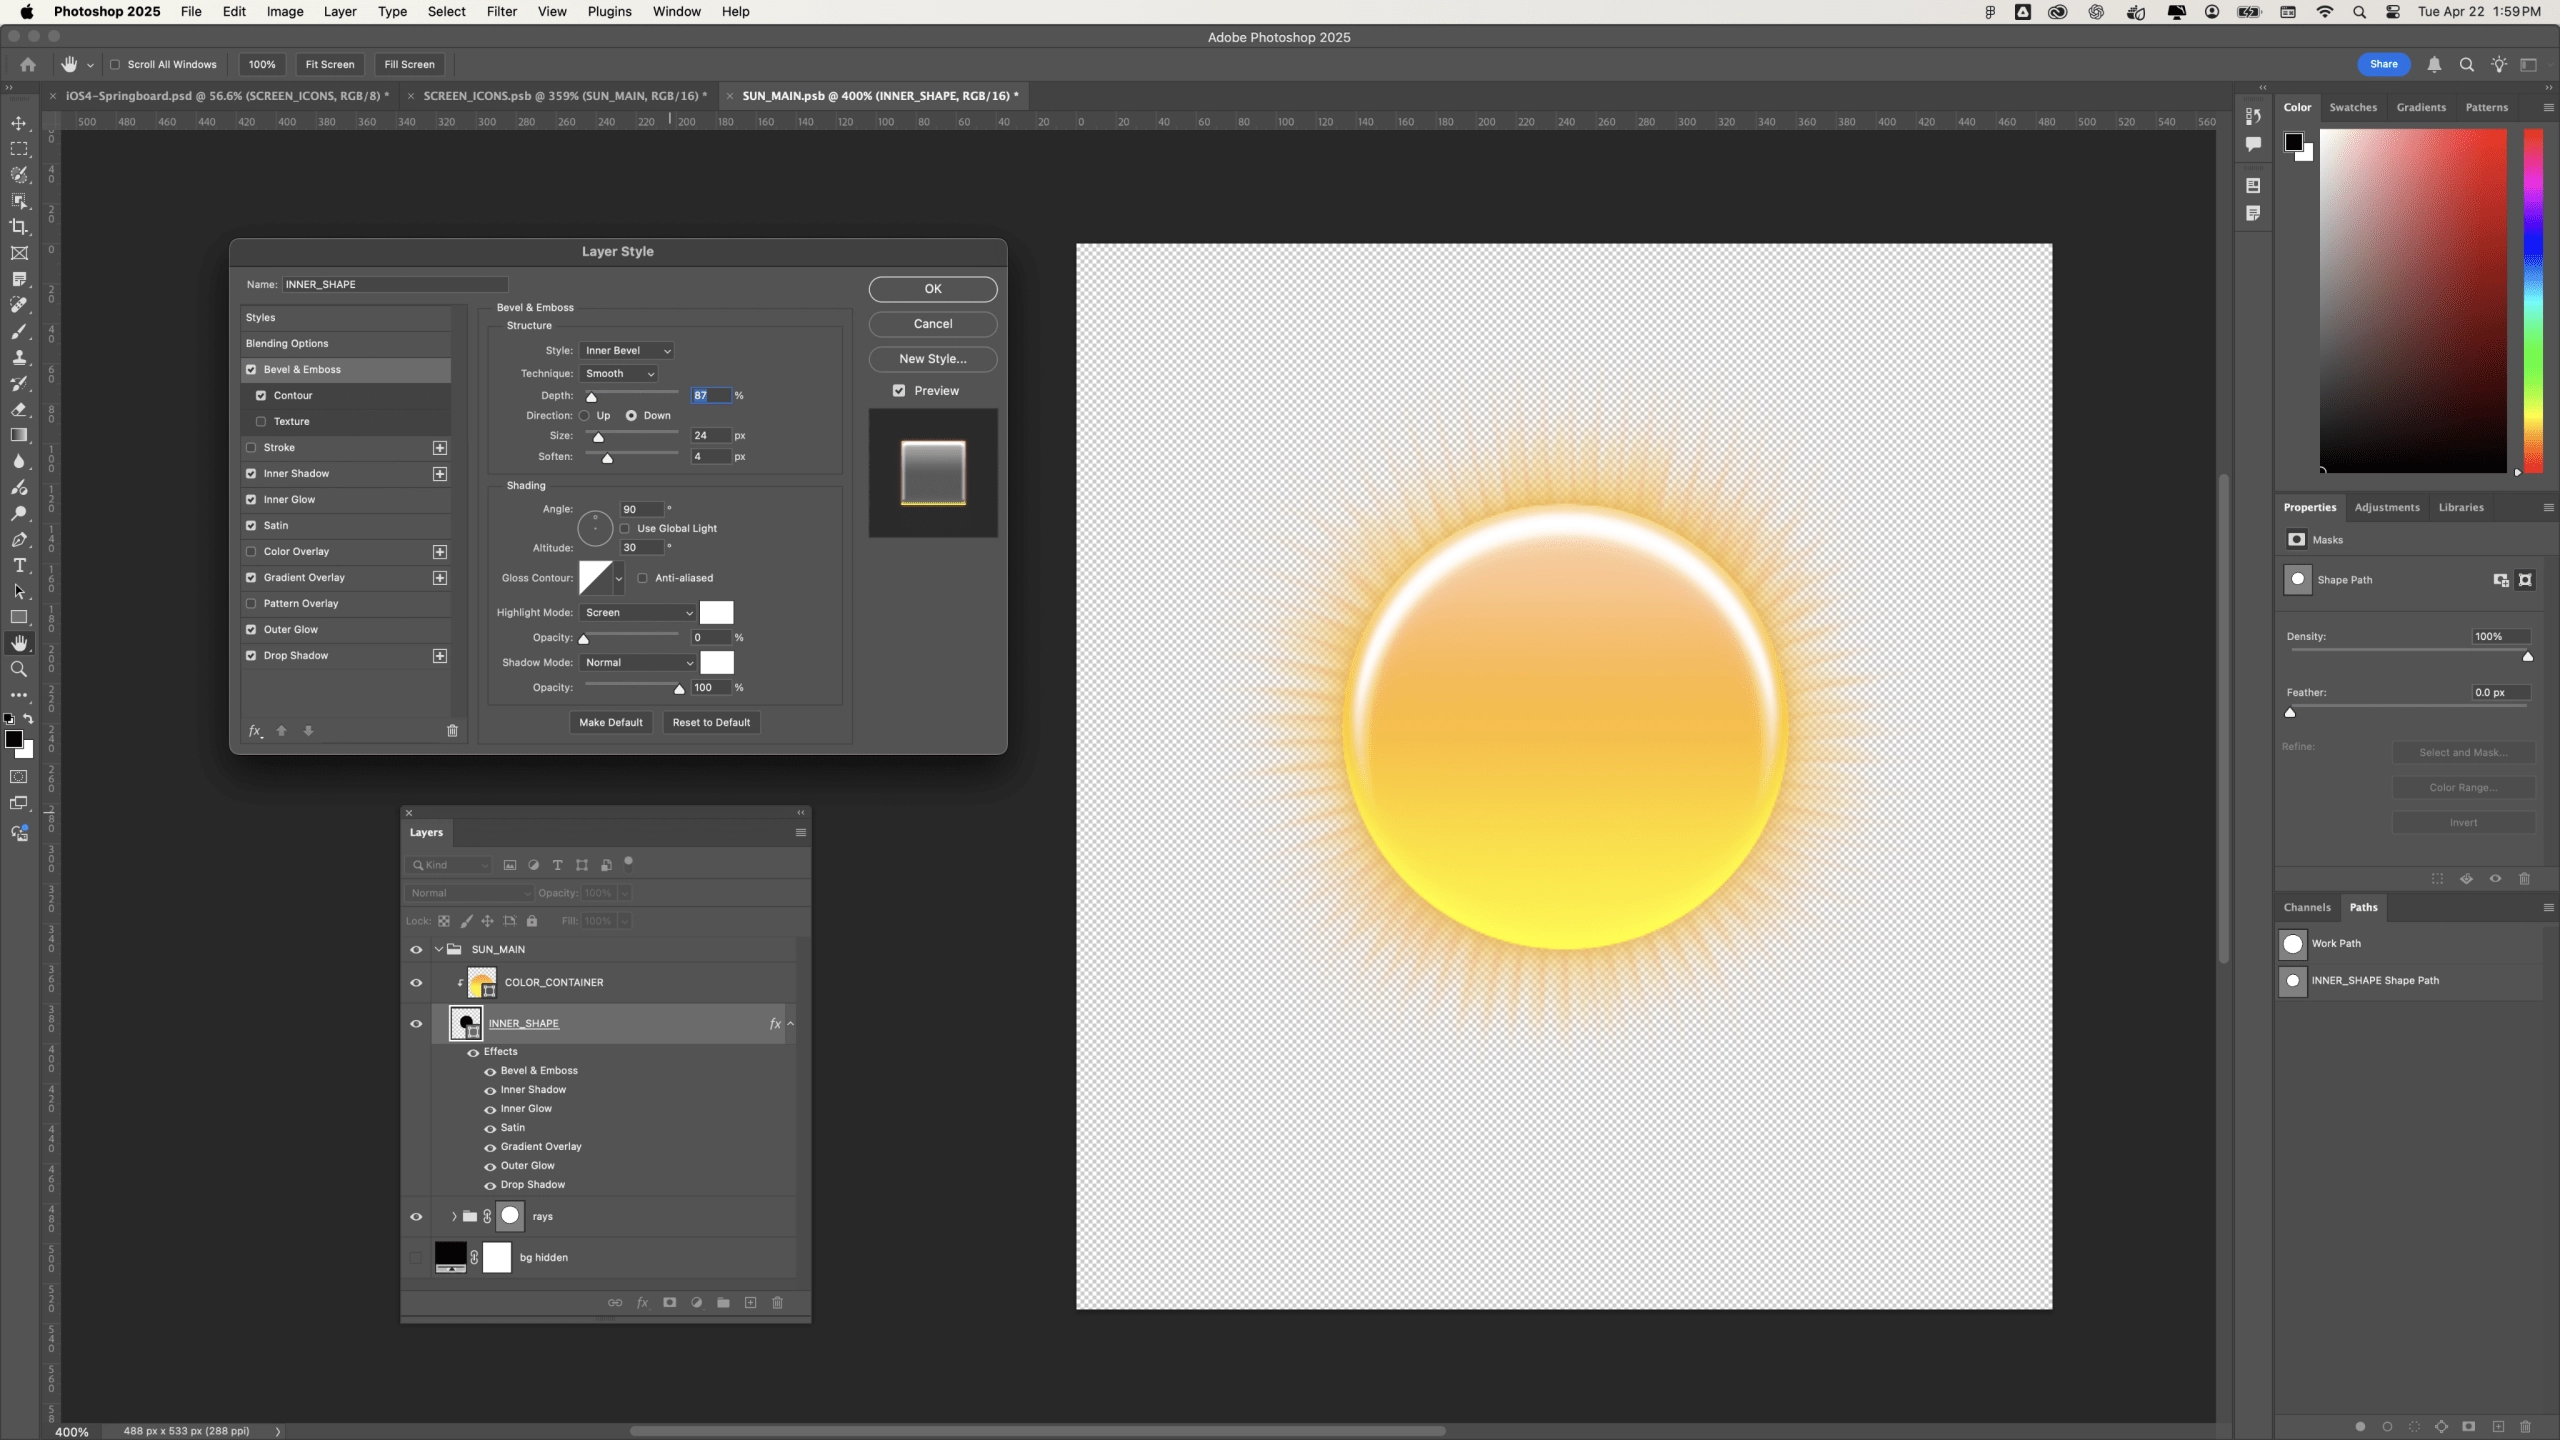 Photoshop 2025 File Edit Image Layer Type Select Filter View Plugins Window Help Tue Apr 22 1:59 PM
Adobe Photoshop 2025
Scroll All Windows 100% Fit Screen Fill Screen Share
iOS4-Springboard.psd @ 56.6% (SCREEN_ICONS, RGB/8) * SCREEN_ICONS.psb @ 359% (SUN_MAIN, RGB/16) * SUN_MAIN.psb @ 400% (INNER_SHAPE, RGB/16) *
500 480 460 440 420 400 380 360 340 320 300 280 260 240 220 200 180 160 140 120 100 80 60 40 20 0 20 40 60 80 100 120 140 160 180 200 220 240 260 280 300 320 340 360 380 400 420 440 460 480 500 520 540 560
Layer Style
Name: INNER_SHAPE
Styles
Blending Options
Bevel & Emboss
Contour
Texture
Stroke
Inner Shadow
Inner Glow
Satin
Color Overlay
Gradient Overlay
Pattern Overlay
Outer Glow
Drop Shadow
fx
Bevel & Emboss
Structure
Style: Inner Bevel
Technique: Smooth
Depth: 87 %
Direction: Up Down
Size: 24 px
Soften: 4 px
Shading
Angle: 90 °
Use Global Light
Altitude: 30 °
Gloss Contour: Anti-aliased
Highlight Mode: Screen
Opacity: 0 %
Shadow Mode: Normal
Opacity: 100 %
Make Default Reset to Default
OK
Cancel
New Style...
Preview
Layers
Kind
Normal Opacity: 100%
Lock: Fill: 100%
SUN_MAIN
COLOR_CONTAINER
INNER_SHAPE fx
Effects
Bevel & Emboss
Inner Shadow
Inner Glow
Satin
Gradient Overlay
Outer Glow
Drop Shadow
rays
bg hidden
fx
Color Swatches Gradients Patterns
Properties Adjustments Libraries
Masks
Shape Path
Density: 100%
Feather: 0.0 px
Refine: Select and Mask...
Color Range...
Invert
Channels Paths
Work Path
INNER_SHAPE Shape Path
400% 488 px x 533 px (288 ppi)